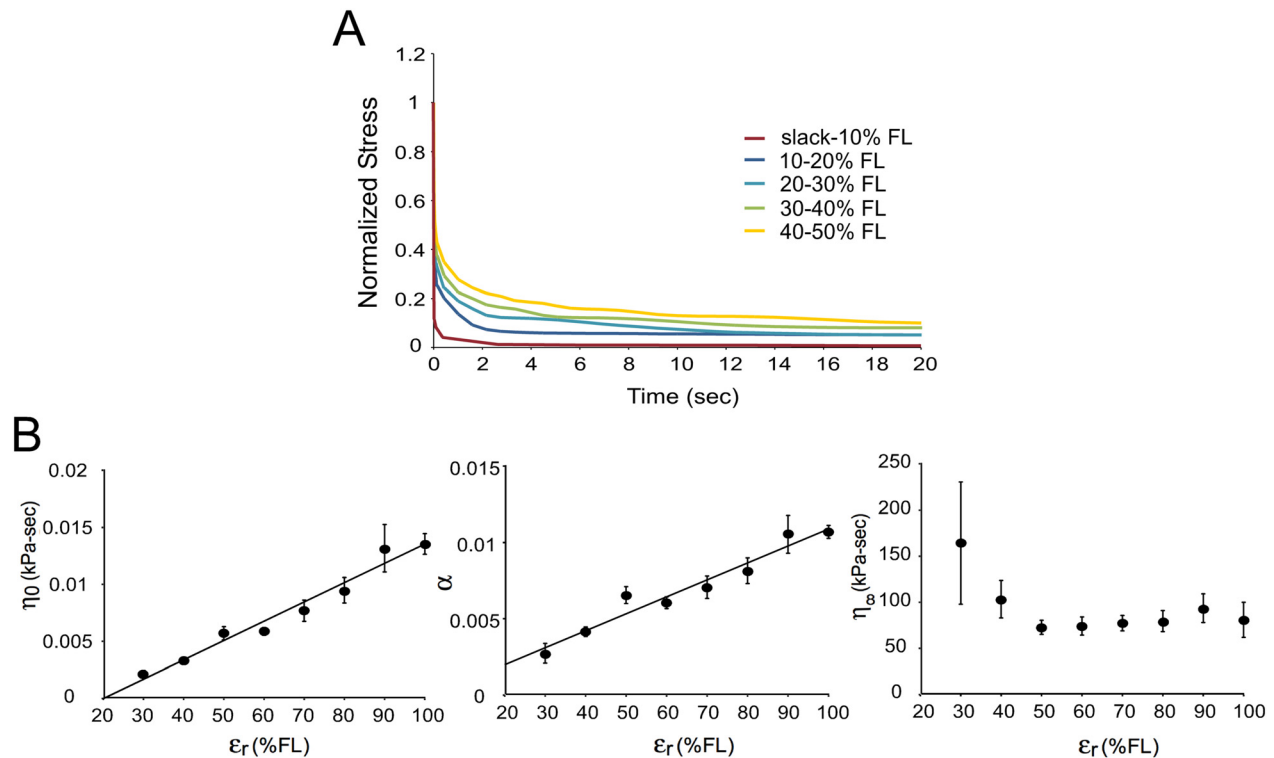 A
1.2
1
0.8
0.6
0.4
0.2
0
Normalized Stress
slack-10% FL
10-20% FL
20-30% FL
30-40% FL
40-50% FL
0 2 4 6 8 10 12 14 16 18 20
Time (sec)
B
0.02
0.015
0.01
0.005
0
η0 (kPa-sec)
20 30 40 50 60 70 80 90 100
εr (%FL)
0.015
0.01
0.005
0
α
20 30 40 50 60 70 80 90 100
εr (%FL)
250
200
150
100
50
0
η∞ (kPa-sec)
20 30 40 50 60 70 80 90 100
εr (%FL)